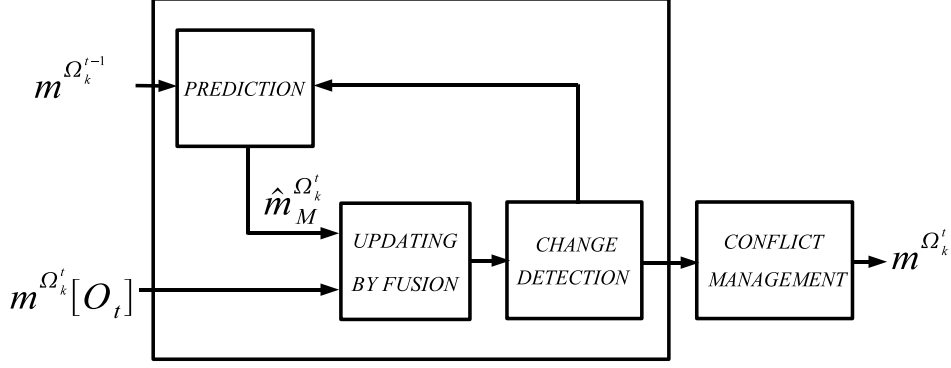 m^{Ω_k^{t-1}}
PREDICTION
m̂_M^{Ω_k^t}
UPDATING
BY FUSION
CHANGE
DETECTION
CONFLICT
MANAGEMENT
m^{Ω_k^t}
m^{Ω_k^t}[O_t]